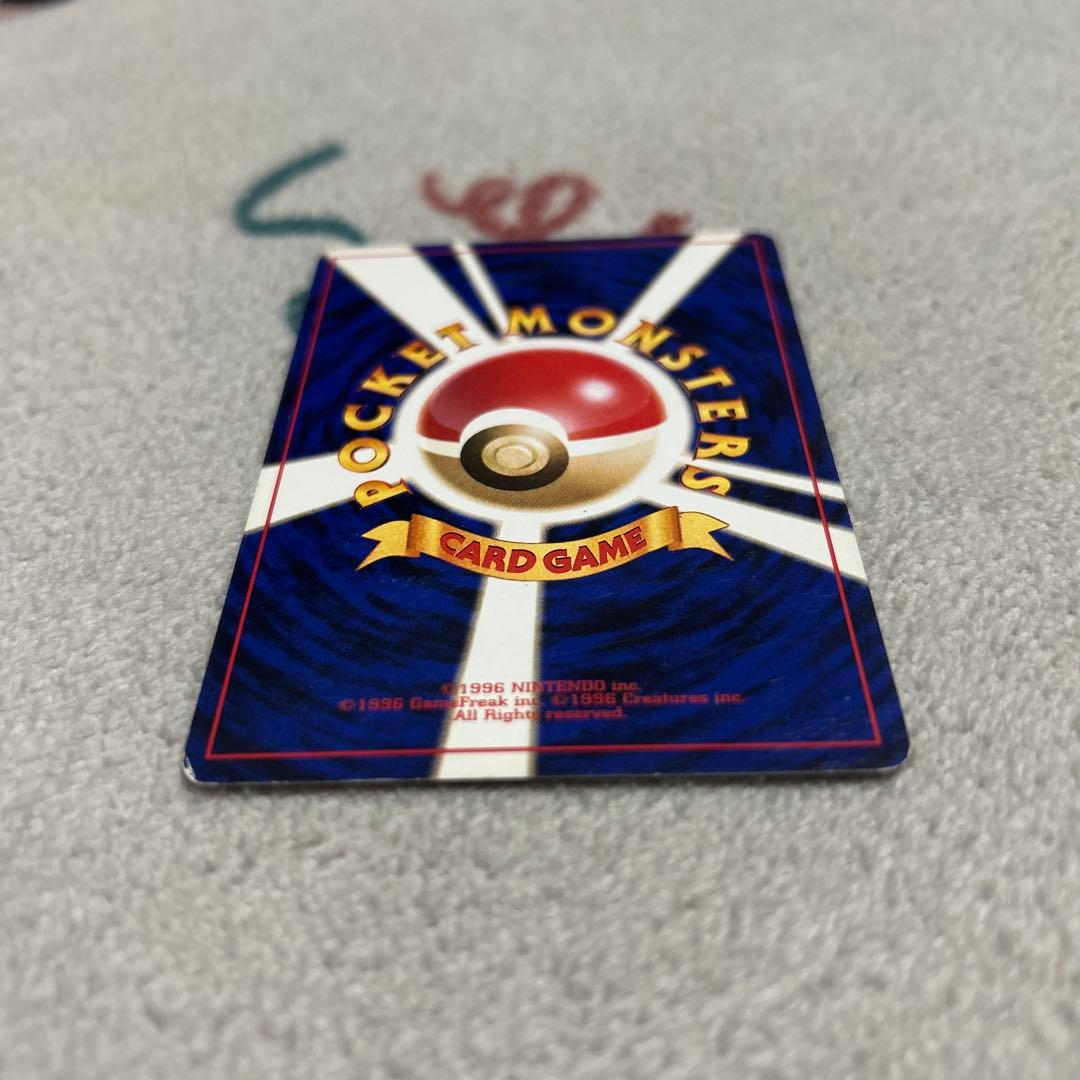 POCKET MONSTERS
CARD GAME
©1996 NINTENDO inc.
©1996 GameFreak inc. ©1996 Creatures inc.
All Rights reserved.